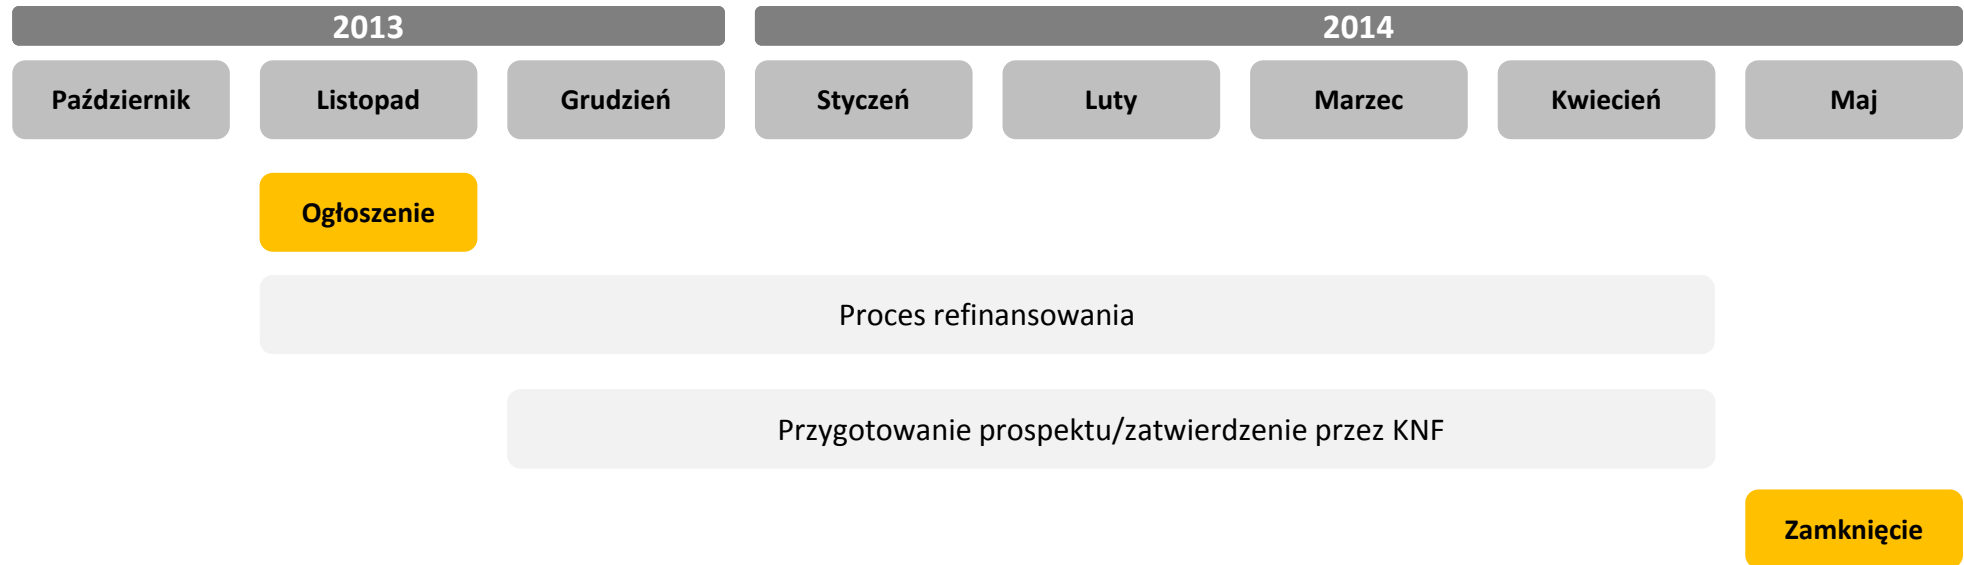 2013
2014
Październik
Listopad
Grudzień
Styczeń
Luty
Marzec
Kwiecień
Maj
Ogłoszenie
Proces refinansowania
Przygotowanie prospektu/zatwierdzenie przez KNF
Zamknięcie